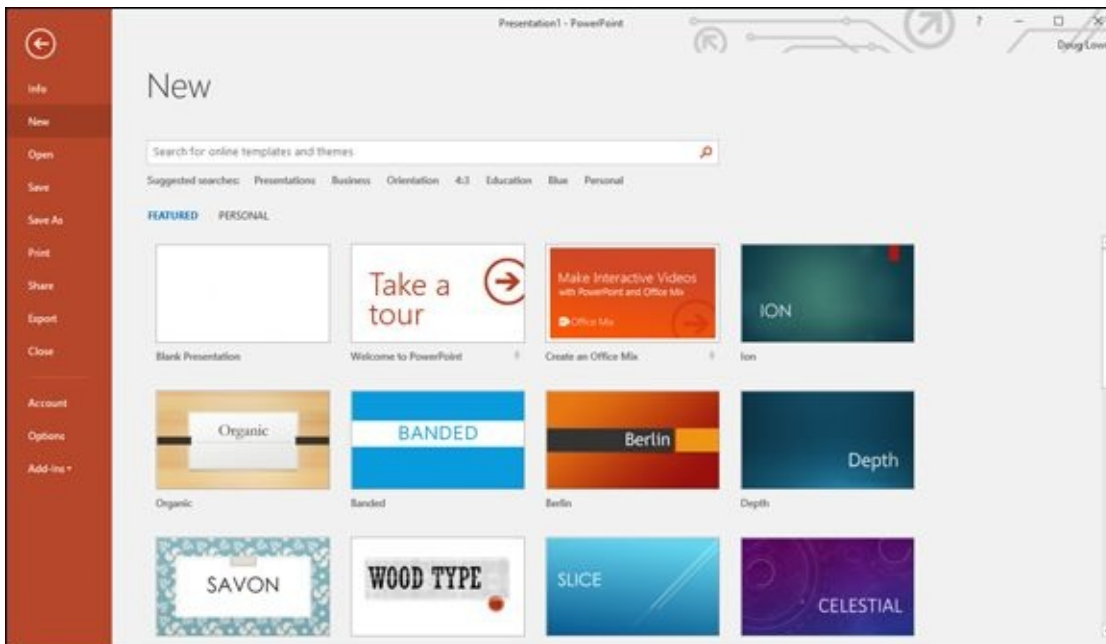 Presentation1 - PowerPoint
?
Doug Lowe
Info
New
Open
Save
Save As
Print
Share
Export
Close
Account
Options
Add-ins
New
Search for online templates and themes
Suggested searches: Presentations Business Orientation 4:3 Education Blue Personal
FEATURED PERSONAL
Take a
tour
Make Interactive Videos
with PowerPoint and Office Mix
Office Mix
ION
Blank Presentation Welcome to PowerPoint Create an Office Mix Ion
Organic BANDED Berlin Depth
Organic Banded Berlin Depth
SAVON WOOD TYPE SLICE CELESTIAL